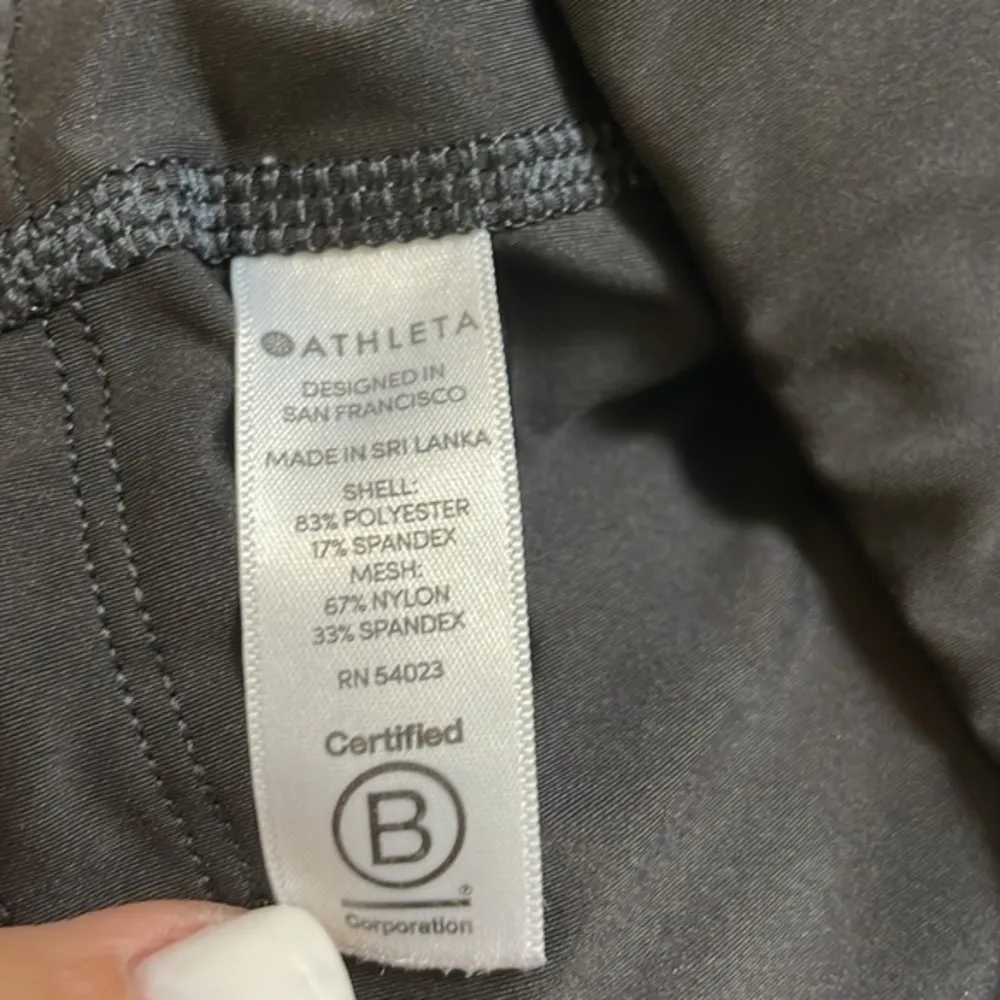 ATHLETA
DESIGNED IN
SAN FRANCISCO
MADE IN SRI LANKA
SHELL:
83% POLYESTER
17% SPANDEX
MESH:
67% NYLON
33% SPANDEX
RN 54023
Certified
B
®
Corporation